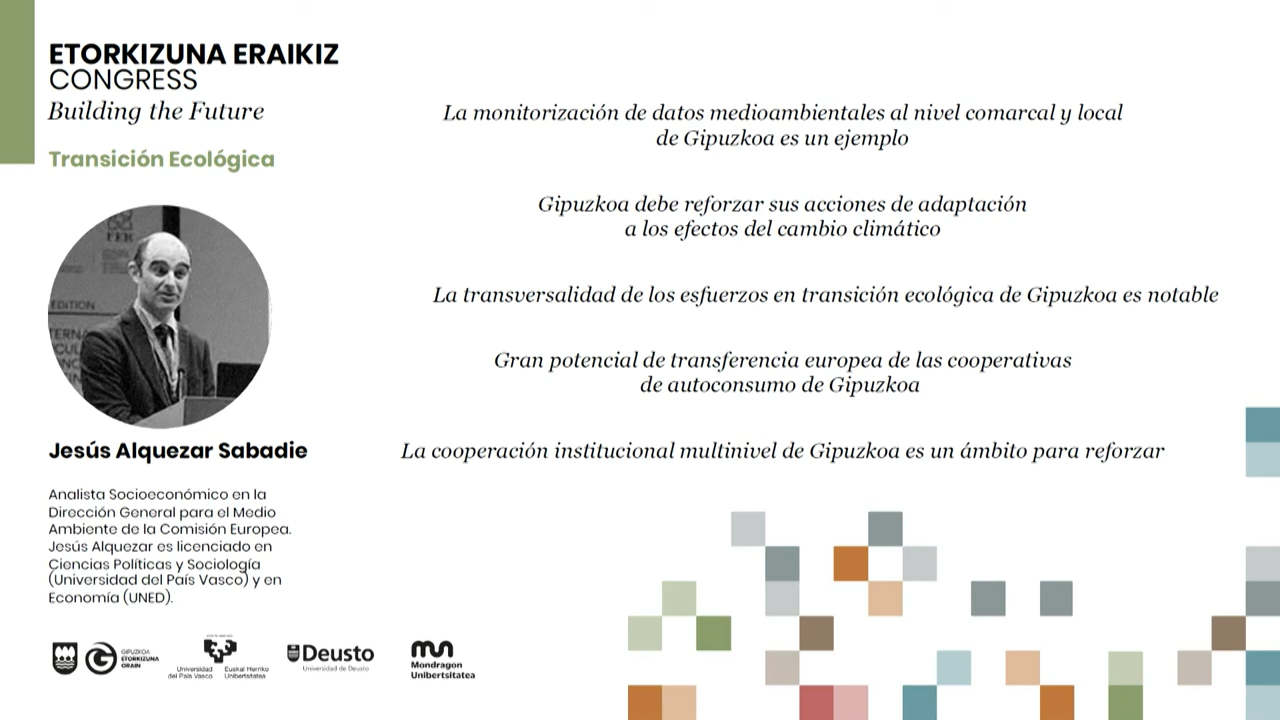 ETORKIZUNA ERAIKIZ
CONGRESS
Building the Future
Transición Ecológica
FER
EDITION
Jesús Alquezar Sabadie
Analista Socioeconómico en la
Dirección General para el Medio
Ambiente de la Comisión Europea.
Jesús Alquezar es licenciado en
Ciencias Políticas y Sociología
(Universidad del País Vasco) y en
Economía (UNED).
La monitorización de datos medioambientales al nivel comarcal y local
de Gipuzkoa es un ejemplo
Gipuzkoa debe reforzar sus acciones de adaptación
a los efectos del cambio climático
La transversalidad de los esfuerzos en transición ecológica de Gipuzkoa es notable
Gran potencial de transferencia europea de las cooperativas
de autoconsumo de Gipuzkoa
La cooperación institucional multinivel de Gipuzkoa es un ámbito para reforzar
GIPUZKOA
ETORKIZUNA
ORAIN
Universidad
del País Vasco
Euskal Herriko
Unibertsitatea
Deusto
Universidad de Deusto
Mondragon
Unibertsitatea